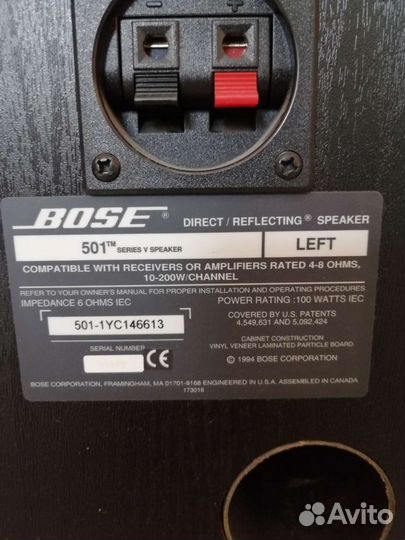 - +
BOSE® DIRECT / REFLECTING® SPEAKER
501™ SERIES V SPEAKER LEFT
COMPATIBLE WITH RECEIVERS OR AMPLIFIERS RATED 4-8 OHMS,
10-200W/CHANNEL
REFER TO YOUR OWNER'S MANUAL FOR PROPER INSTALLATION AND OPERATING PROCEDURES
IMPEDANCE 6 OHMS IEC POWER RATING : 100 WATTS IEC
501-1YC146613
COVERED BY U.S. PATENTS
4,549,631 AND 5,092,424
SERIAL NUMBER
CABINET CONSTRUCTION
VINYL VENEER LAMINATED PARTICLE BOARD.
CE
© 1994 BOSE CORPORATION
BOSE CORPORATION, FRAMINGHAM, MA 01701-9168 ENGINEERED IN U.S.A. ASSEMBLED IN CANADA
173018
Avito